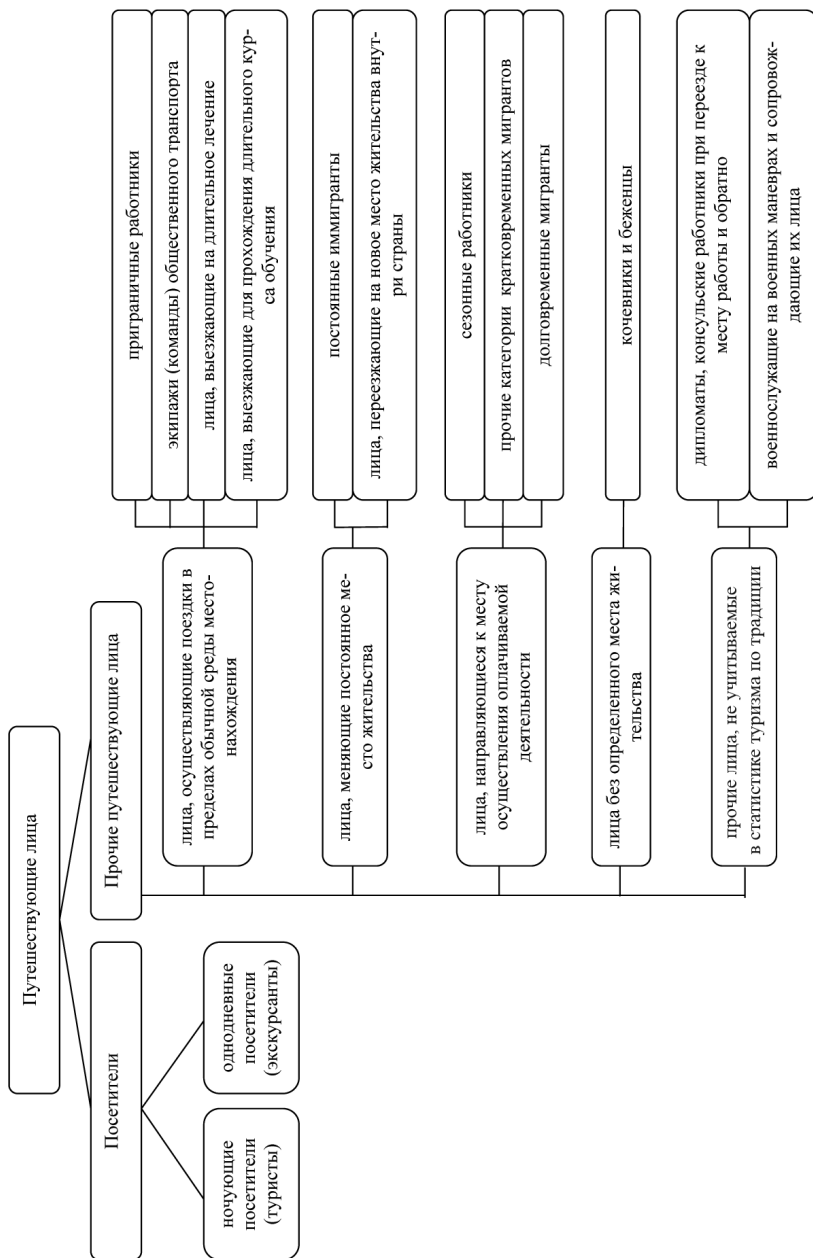 Путешествующие лица
Посетители
Прочие путешествующие лица
ночующие
посетители
(туристы)
однодневные
посетители
(экскурсанты)
лица, осуществляющие поездки в
пределах обычной среды место-
нахождения
приграничные работники
экипажи (команды) общественного транспорта
лица, выезжающие на длительное лечение
лица, выезжающие для прохождения длительного кур-
са обучения
лица, меняющие постоянное ме-
сто жительства
постоянные иммигранты
лица, переезжающие на новое место жительства внут-
ри страны
лица, направляющиеся к месту
осуществления оплачиваемой
деятельности
сезонные работники
прочие категории кратковременных мигрантов
долговременные мигранты
лица без определенного места жи-
тельства
кочевники и беженцы
прочие лица, не учитываемые
в статистике туризма по традиции
дипломаты, консульские работники при переезде к
месту работы и обратно
военнослужащие на военных маневрах и сопровож-
дающие их лица